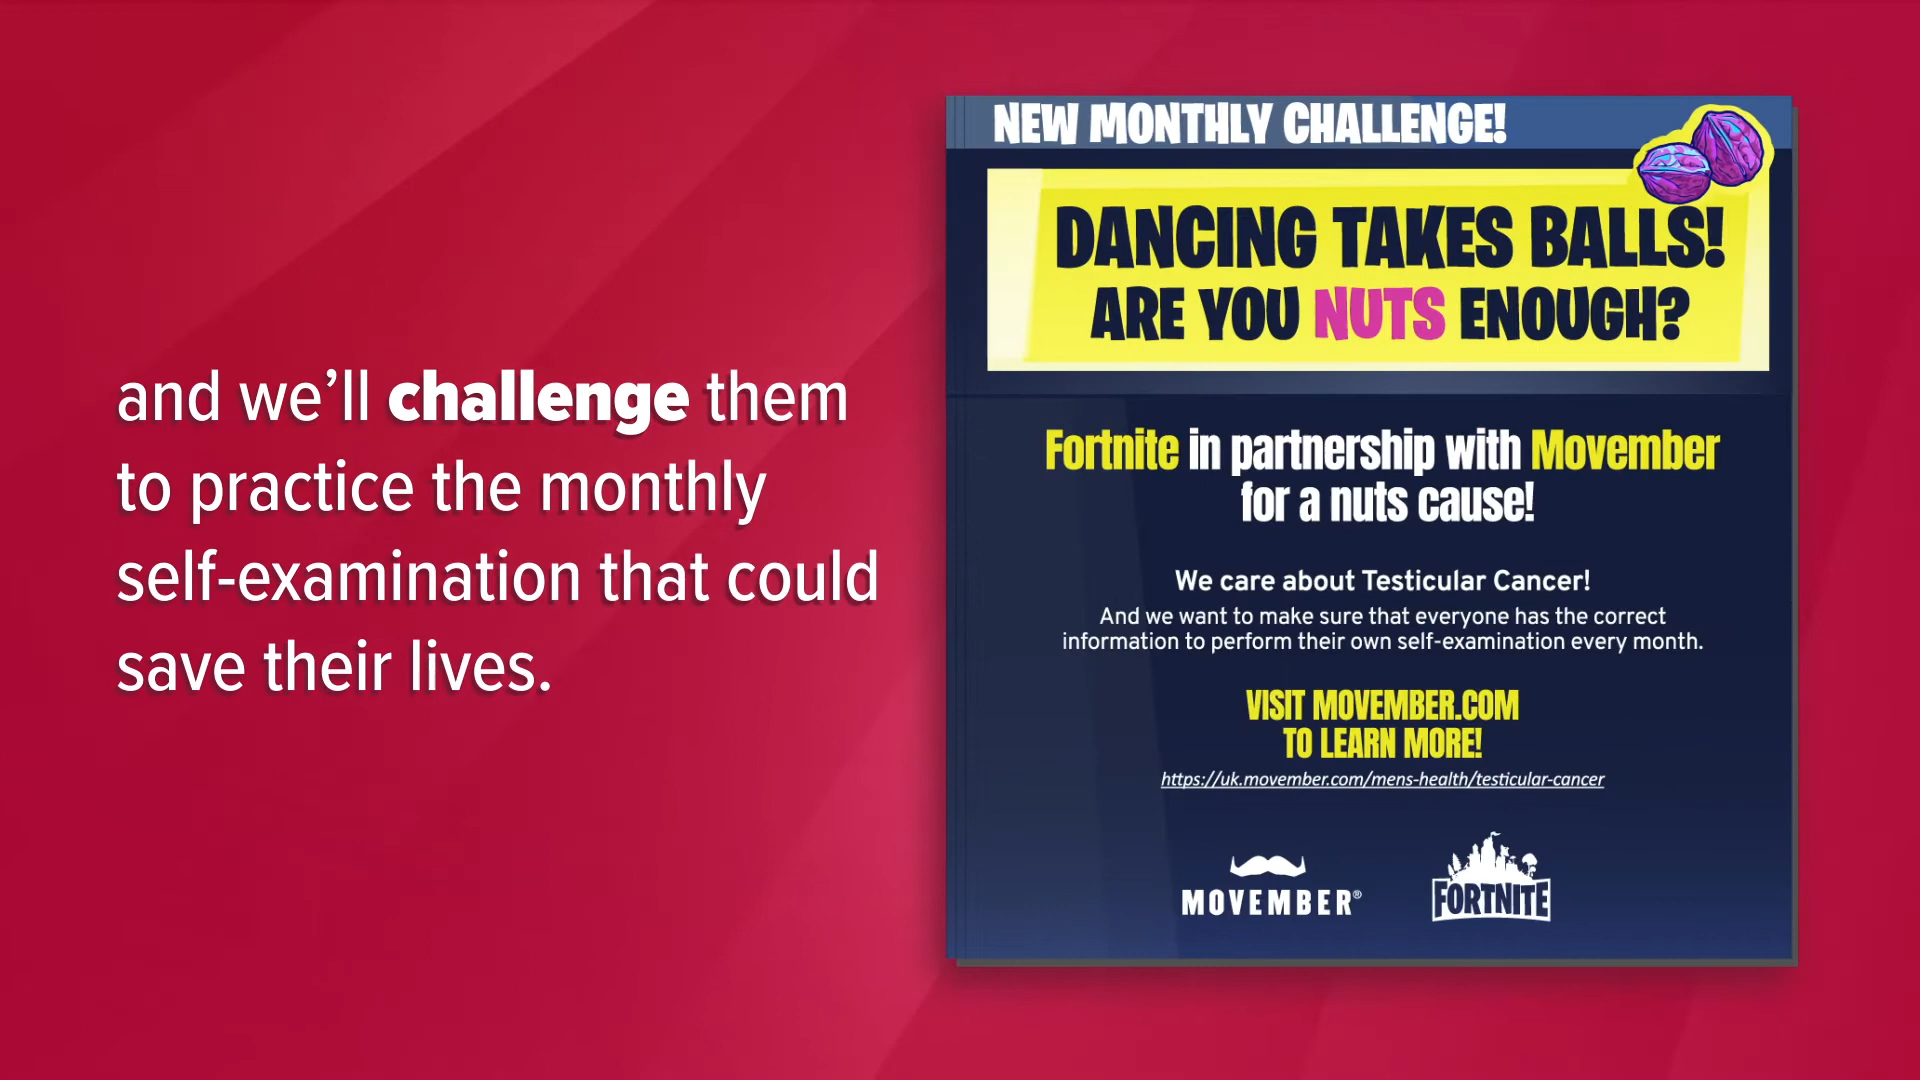 and we’ll challenge them
to practice the monthly
self-examination that could
save their lives.
NEW MONTHLY CHALLENGE!
DANCING TAKES BALLS!
ARE YOU NUTS ENOUGH?
Fortnite in partnership with Movember
for a nuts cause!
We care about Testicular Cancer!
And we want to make sure that everyone has the correct
information to perform their own self-examination every month.
VISIT MOVEMBER.COM
TO LEARN MORE!
https://uk.movember.com/mens-health/testicular-cancer
MOVEMBER®
FORTNITE